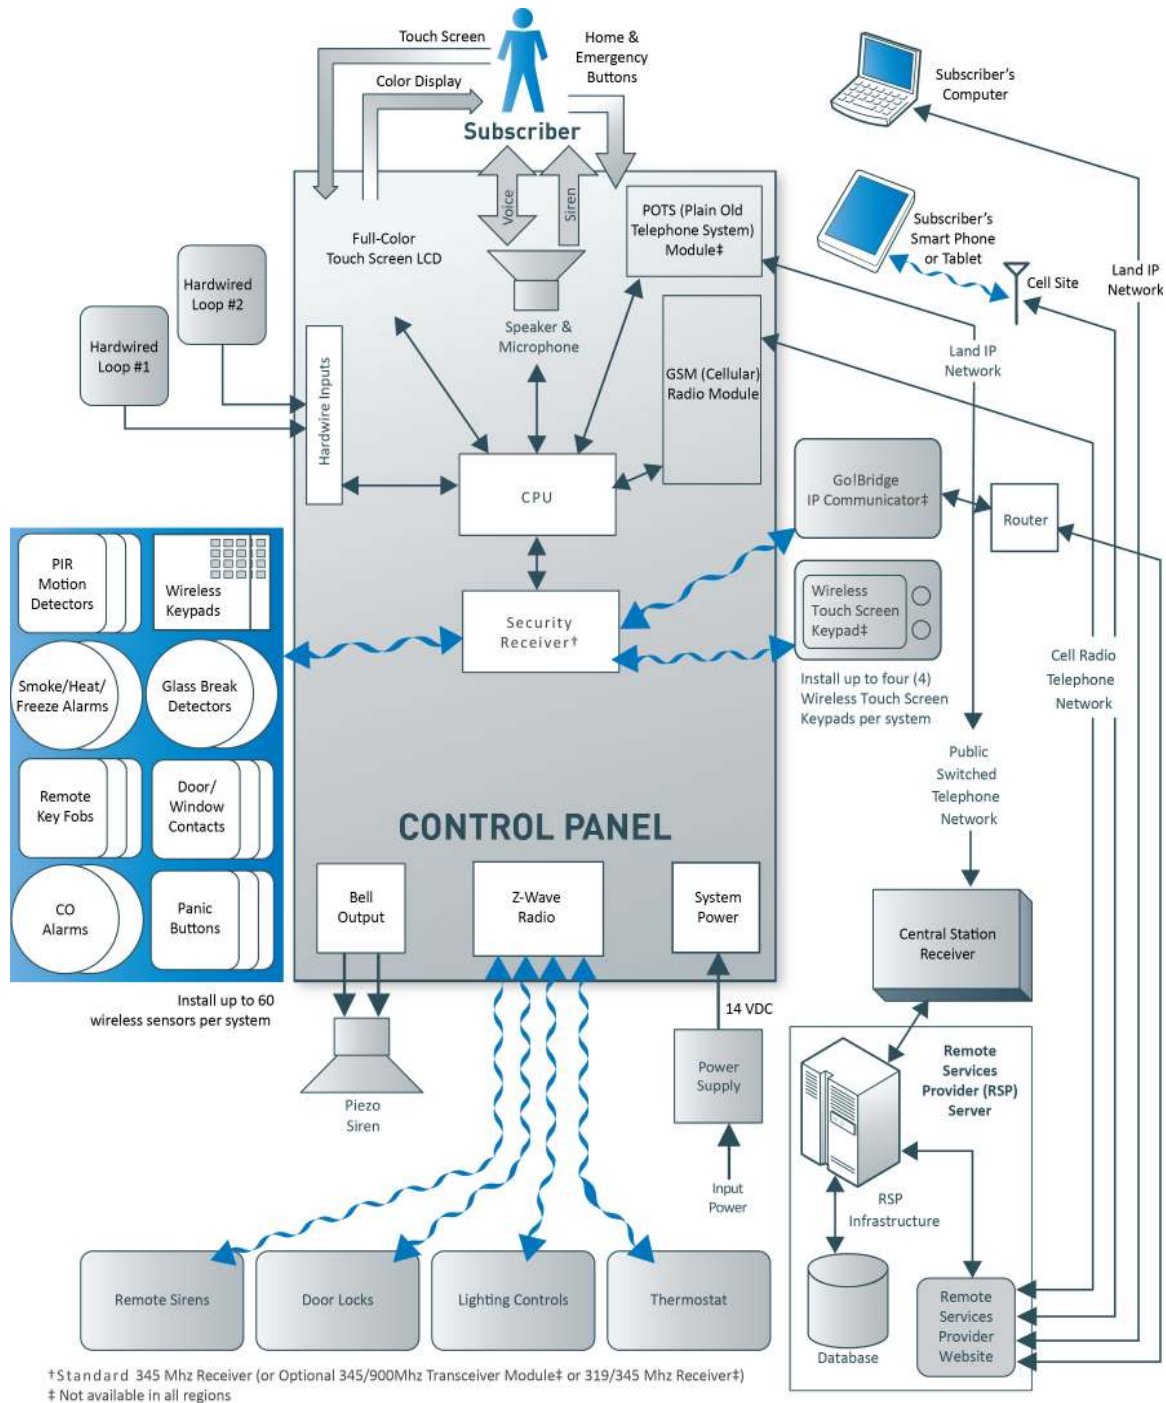 Touch Screen
Home &
Emergency
Buttons
Color Display
Subscriber
Subscriber's
Computer
Voice
Siren
POTS (Plain Old
Telephone System)
Module‡
Full-Color
Touch Screen LCD
Subscriber's
Smart Phone
or Tablet
Cell Site
Land IP
Network
Hardwired
Loop #2
Hardwired
Loop #1
Speaker &
Microphone
Hardwire Inputs
GSM (Cellular)
Radio Module
Land IP
Network
CPU
Go!Bridge
IP Communicator‡
Router
PIR
Motion
Detectors
Wireless
Keypads
Security
Receiver†
Wireless
Touch Screen
Keypad‡
Install up to four (4)
Wireless Touch Screen
Keypads per system
Cell Radio
Telephone
Network
Smoke/Heat/
Freeze Alarms
Glass Break
Detectors
Remote
Key Fobs
Door/
Window
Contacts
CO
Alarms
Panic
Buttons
Install up to 60
wireless sensors per system
Public
Switched
Telephone
Network
CONTROL PANEL
Bell
Output
Z-Wave
Radio
System
Power
Central Station
Receiver
14 VDC
Piezo
Siren
Power
Supply
Input
Power
Remote
Services
Provider (RSP)
Server
RSP
Infrastructure
Remote Sirens
Door Locks
Lighting Controls
Thermostat
Database
Remote
Services
Provider
Website
†Standard 345 Mhz Receiver (or Optional 345/900Mhz Transceiver Module‡ or 319/345 Mhz Receiver‡)
‡ Not available in all regions